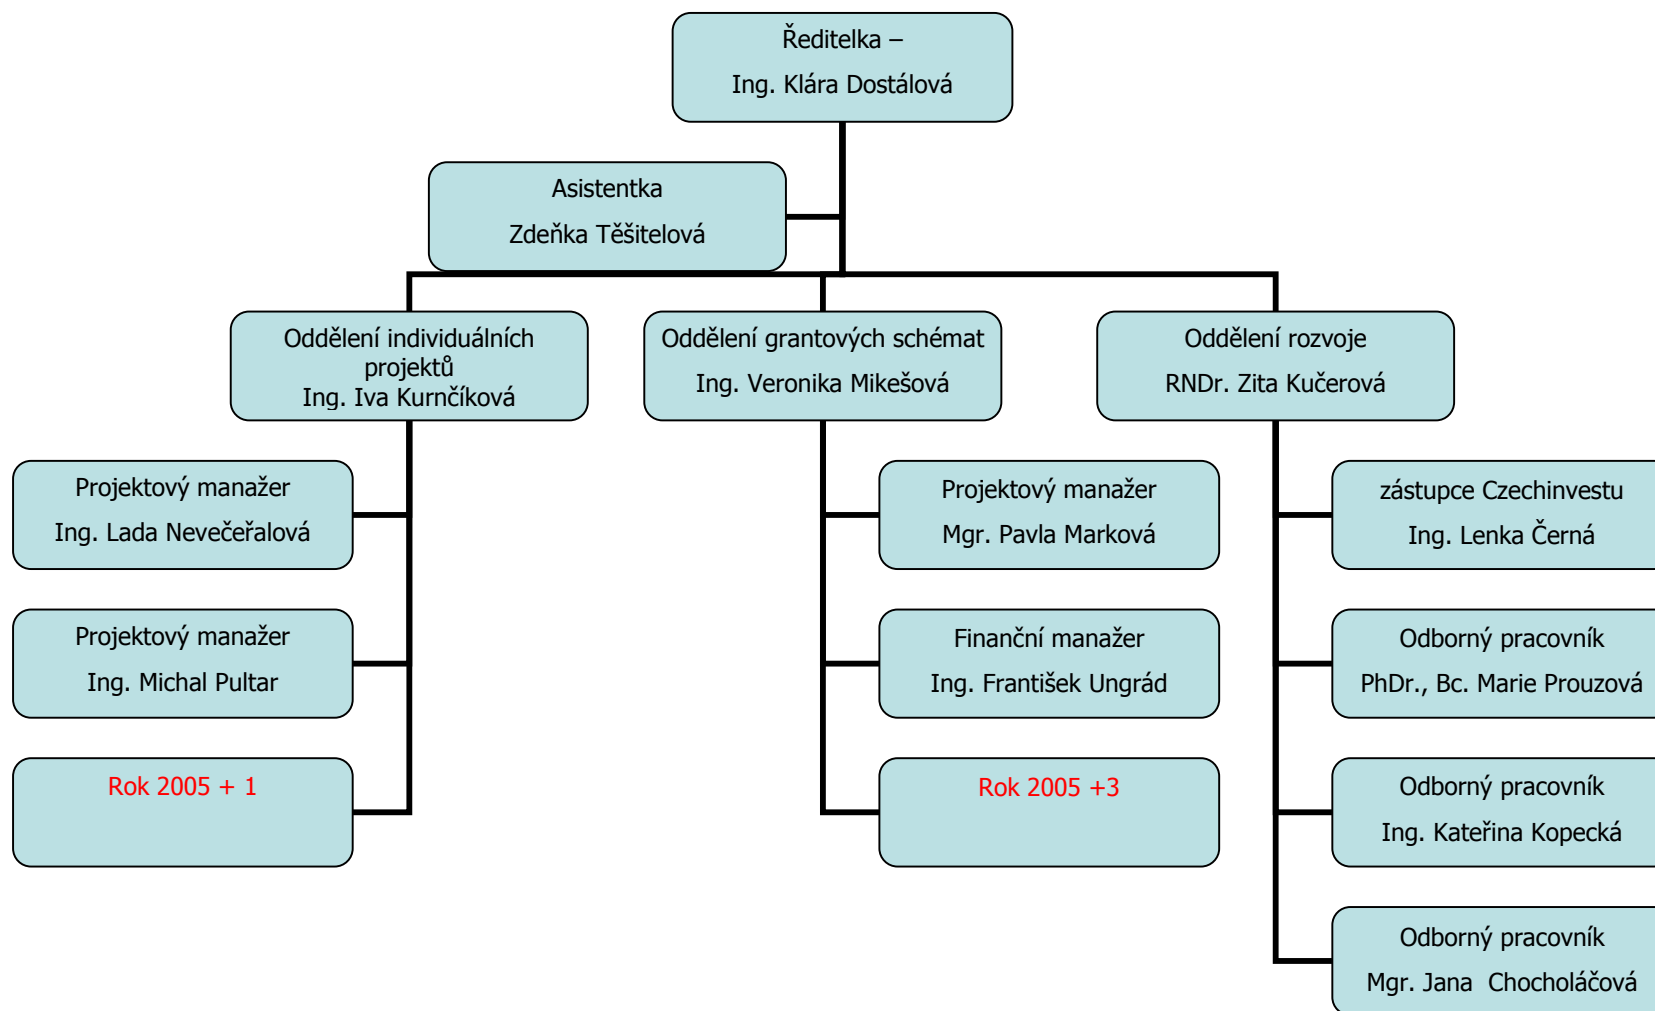 Ředitelka –
Ing. Klára Dostálová
Asistentka
Zdeňka Těšitelová
Oddělení individuálních
projektů
Ing. Iva Kurnčíková
Oddělení grantových schémat
Ing. Veronika Mikešová
Oddělení rozvoje
RNDr. Zita Kučerová
Projektový manažer
Ing. Lada Nevečeřalová
Projektový manažer
Mgr. Pavla Marková
zástupce Czechinvestu
Ing. Lenka Černá
Projektový manažer
Ing. Michal Pultar
Finanční manažer
Ing. František Ungrád
Odborný pracovník
PhDr., Bc. Marie Prouzová
Rok 2005 + 1
Rok 2005 +3
Odborný pracovník
Ing. Kateřina Kopecká
Odborný pracovník
Mgr. Jana  Chocholáčová